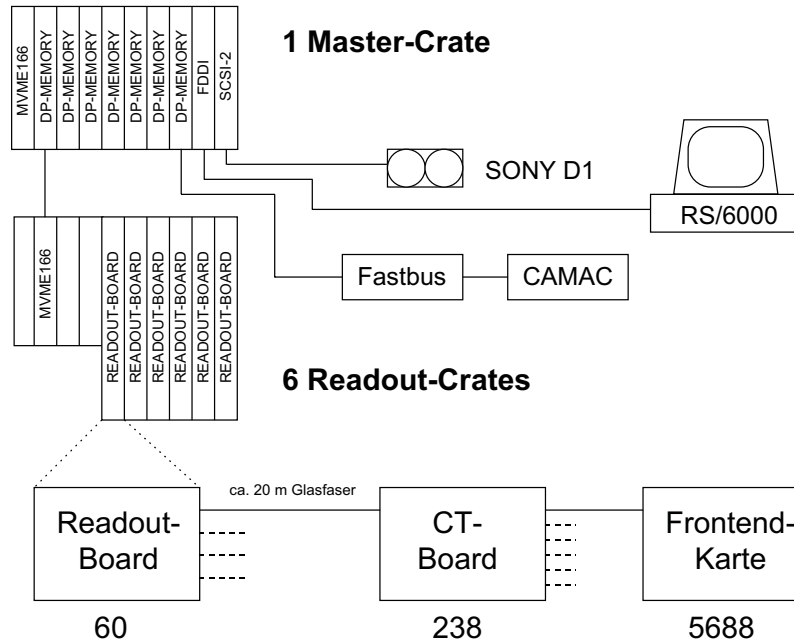 1 Master-Crate
MVME166
DP-MEMORY
DP-MEMORY
DP-MEMORY
DP-MEMORY
DP-MEMORY
DP-MEMORY
DP-MEMORY
FDDI
SCSI-2
SONY D1
RS/6000
Fastbus
CAMAC
MVME166
READOUT-BOARD
READOUT-BOARD
READOUT-BOARD
READOUT-BOARD
READOUT-BOARD
READOUT-BOARD
6 Readout-Crates
ca. 20 m Glasfaser
Readout-
Board
CT-
Board
Frontend-
Karte
60
238
5688